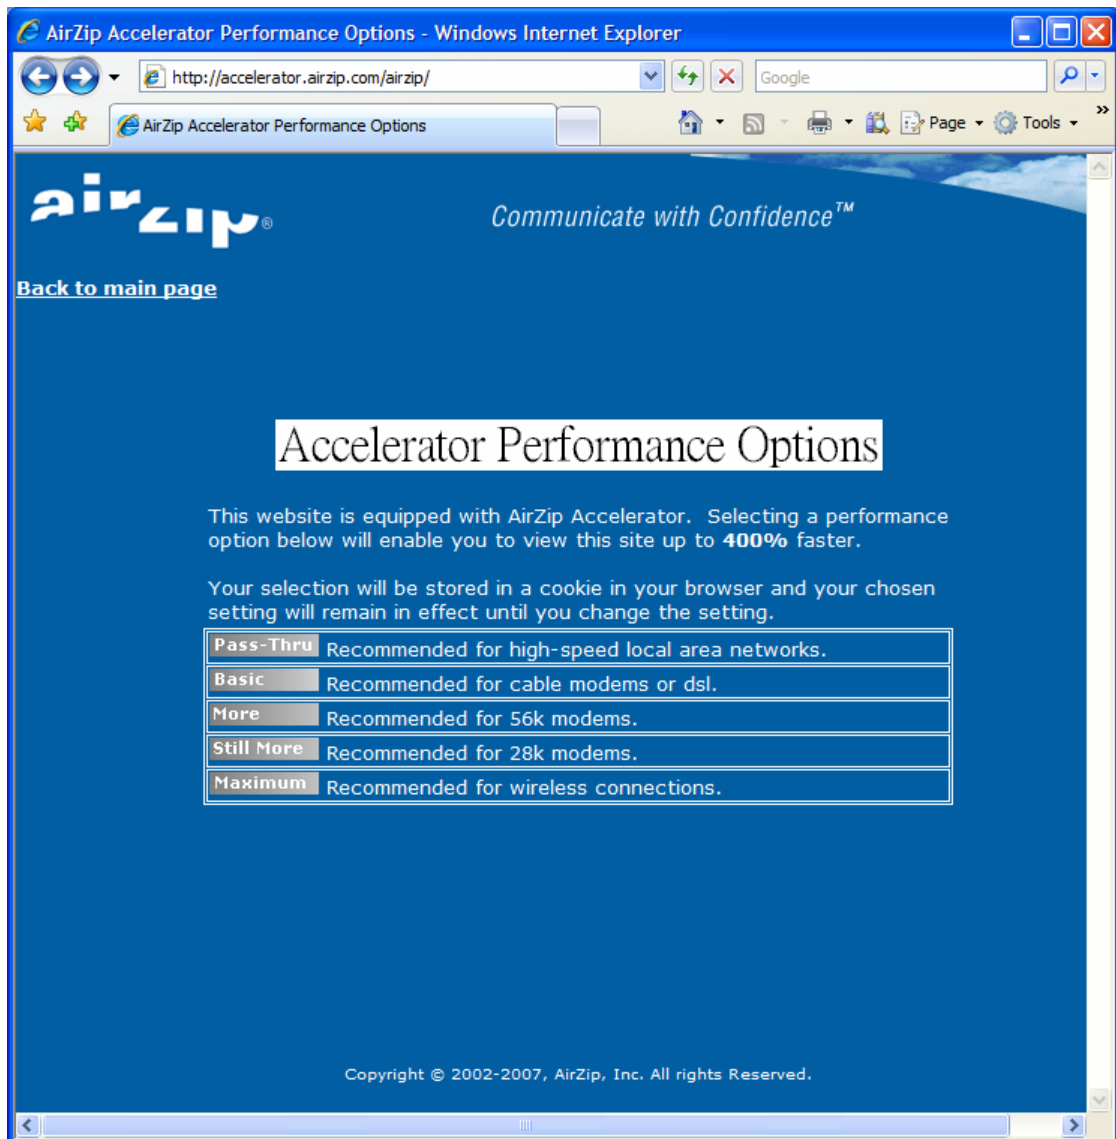 AirZip Accelerator Performance Options - Windows Internet Explorer
http://accelerator.airzip.com/airzip/
Google
AirZip Accelerator Performance Options
Page
Tools
»
airzip®
Communicate with Confidence™
Back to main page
Accelerator Performance Options
This website is equipped with AirZip Accelerator. Selecting a performance
option below will enable you to view this site up to 400% faster.
Your selection will be stored in a cookie in your browser and your chosen
setting will remain in effect until you change the setting.
Pass-Thru Recommended for high-speed local area networks.
Basic Recommended for cable modems or dsl.
More Recommended for 56k modems.
Still More Recommended for 28k modems.
Maximum Recommended for wireless connections.
Copyright © 2002-2007, AirZip, Inc. All rights Reserved.